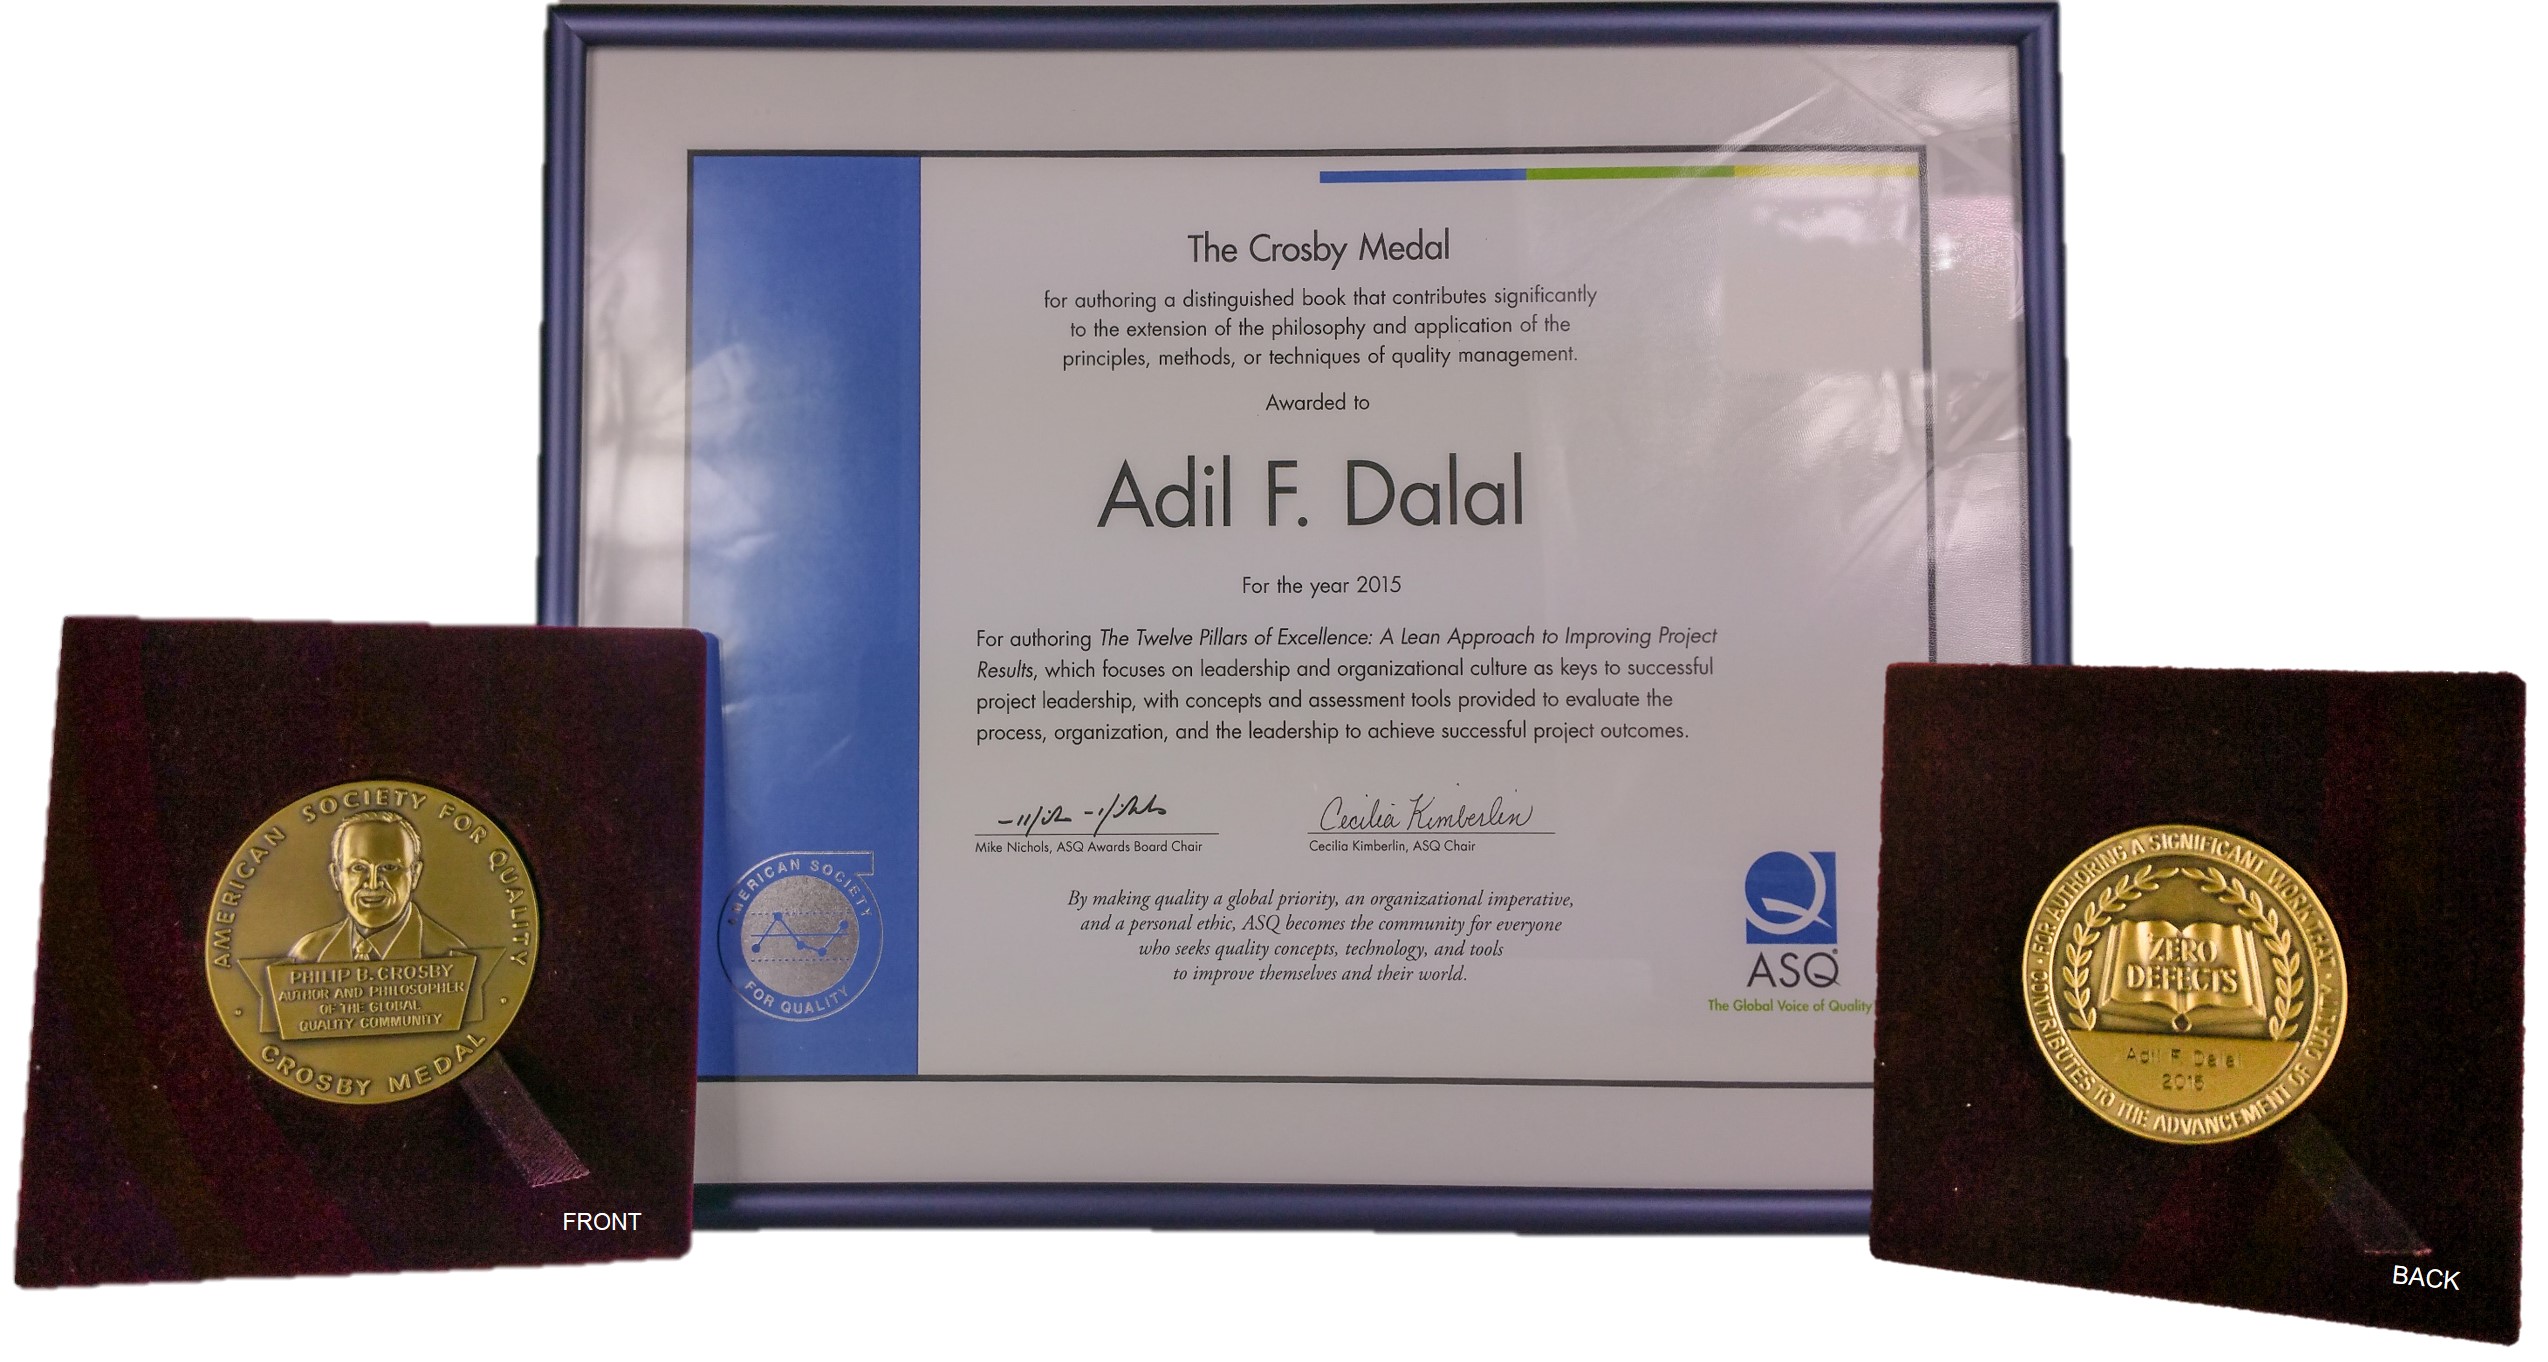 The Crosby Medal
for authoring a distinguished book that contributes significantly
to the extension of the philosophy and application of the
principles, methods, or techniques of quality management.
Awarded to
Adil F. Dalal
For the year 2015
For authoring The Twelve Pillars of Excellence: A Lean Approach to Improving Project
Results, which focuses on leadership and organizational culture as keys to successful
project leadership, with concepts and assessment tools provided to evaluate the
process, organization, and the leadership to achieve successful project outcomes.
Cecilia Kimberlin
Mike Nichols, ASQ Awards Board Chair
Cecilia Kimberlin, ASQ Chair
By making quality a global priority, an organizational imperative,
and a personal ethic, ASQ becomes the community for everyone
who seeks quality concepts, technology, and tools
to improve themselves and their world.
AMERICAN SOCIETY
FOR QUALITY
ASQ
The Global Voice of Quality
AMERICAN SOCIETY FOR QUALITY
PHILIP B. CROSBY
AUTHOR AND PHILOSOPHER
OF THE GLOBAL
QUALITY COMMUNITY
CROSBY MEDAL
FRONT
· FOR AUTHORING A SIGNIFICANT WORK THAT ·
CONTRIBUTES TO THE ADVANCEMENT OF QUALITY
ZERO
DEFECTS
Adil F Dalal
2015
BACK